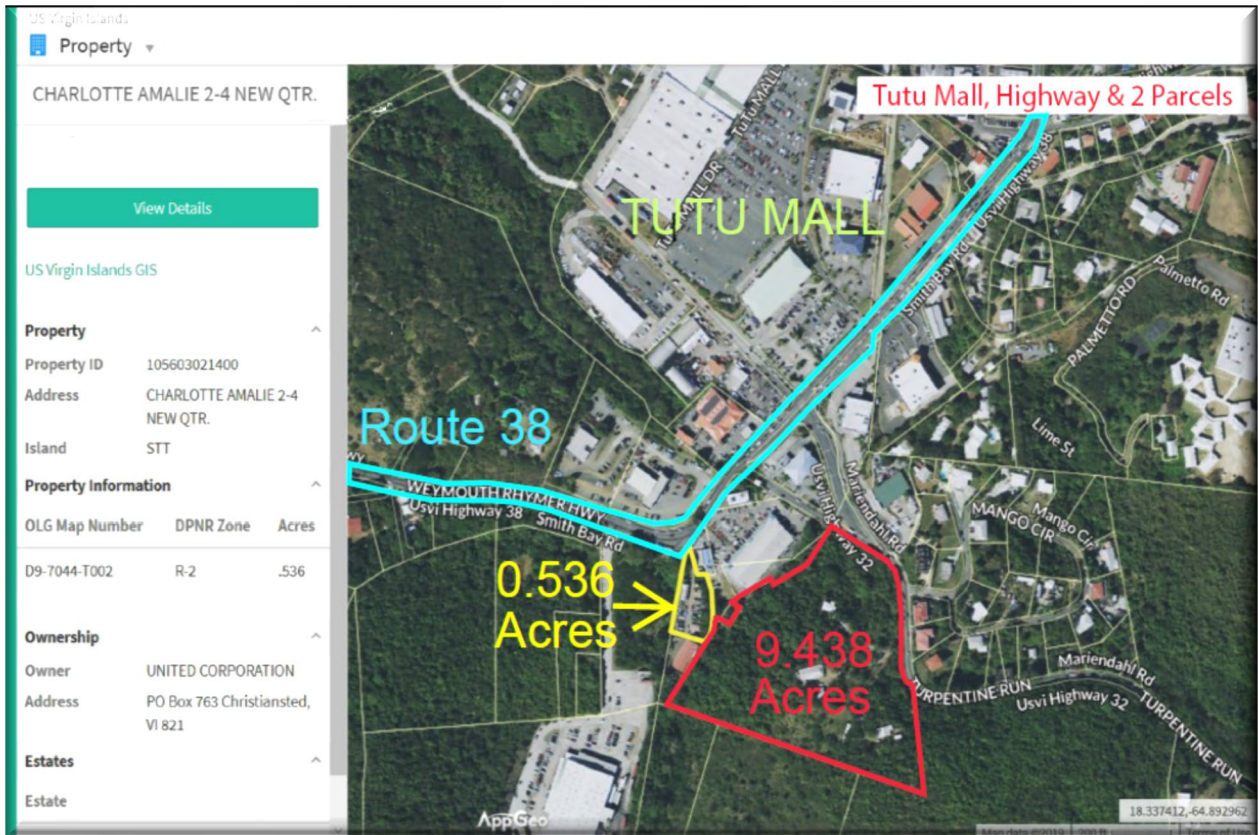 US Virgin Islands
Property
CHARLOTTE AMALIE 2-4 NEW QTR.
View Details
US Virgin Islands GIS
Property
Property ID 105603021400
Address CHARLOTTE AMALIE 2-4
NEW QTR.
Island STT
Property Information
OLG Map Number DPNR Zone Acres
D9-7044-T002 R-2 .536
Ownership
Owner UNITED CORPORATION
Address PO Box 763 Christiansted,
VI 821
Estates
Estate
Tutu Mall, Highway & 2 Parcels
TUTU MALL
TUTU MALL DR
TUTU MALL
Usvi Highway 38
Smith Bay Rd
Palmetto Rd
PALMETTO RD
Lime St
Route 38
WY
WEYMOUTH RHYMER HWY
Usvi Highway 38
Smith Bay Rd
Usvi Highway 32
Mariendahl Rd
MANGO CIR
Mango Cir
0.536
Acres
9.438
Acres
Mariendahl Rd
TURPENTINE RUN
Usvi Highway 32
TURPENTINE RUN
AppGeo
18.337412,-64.892962